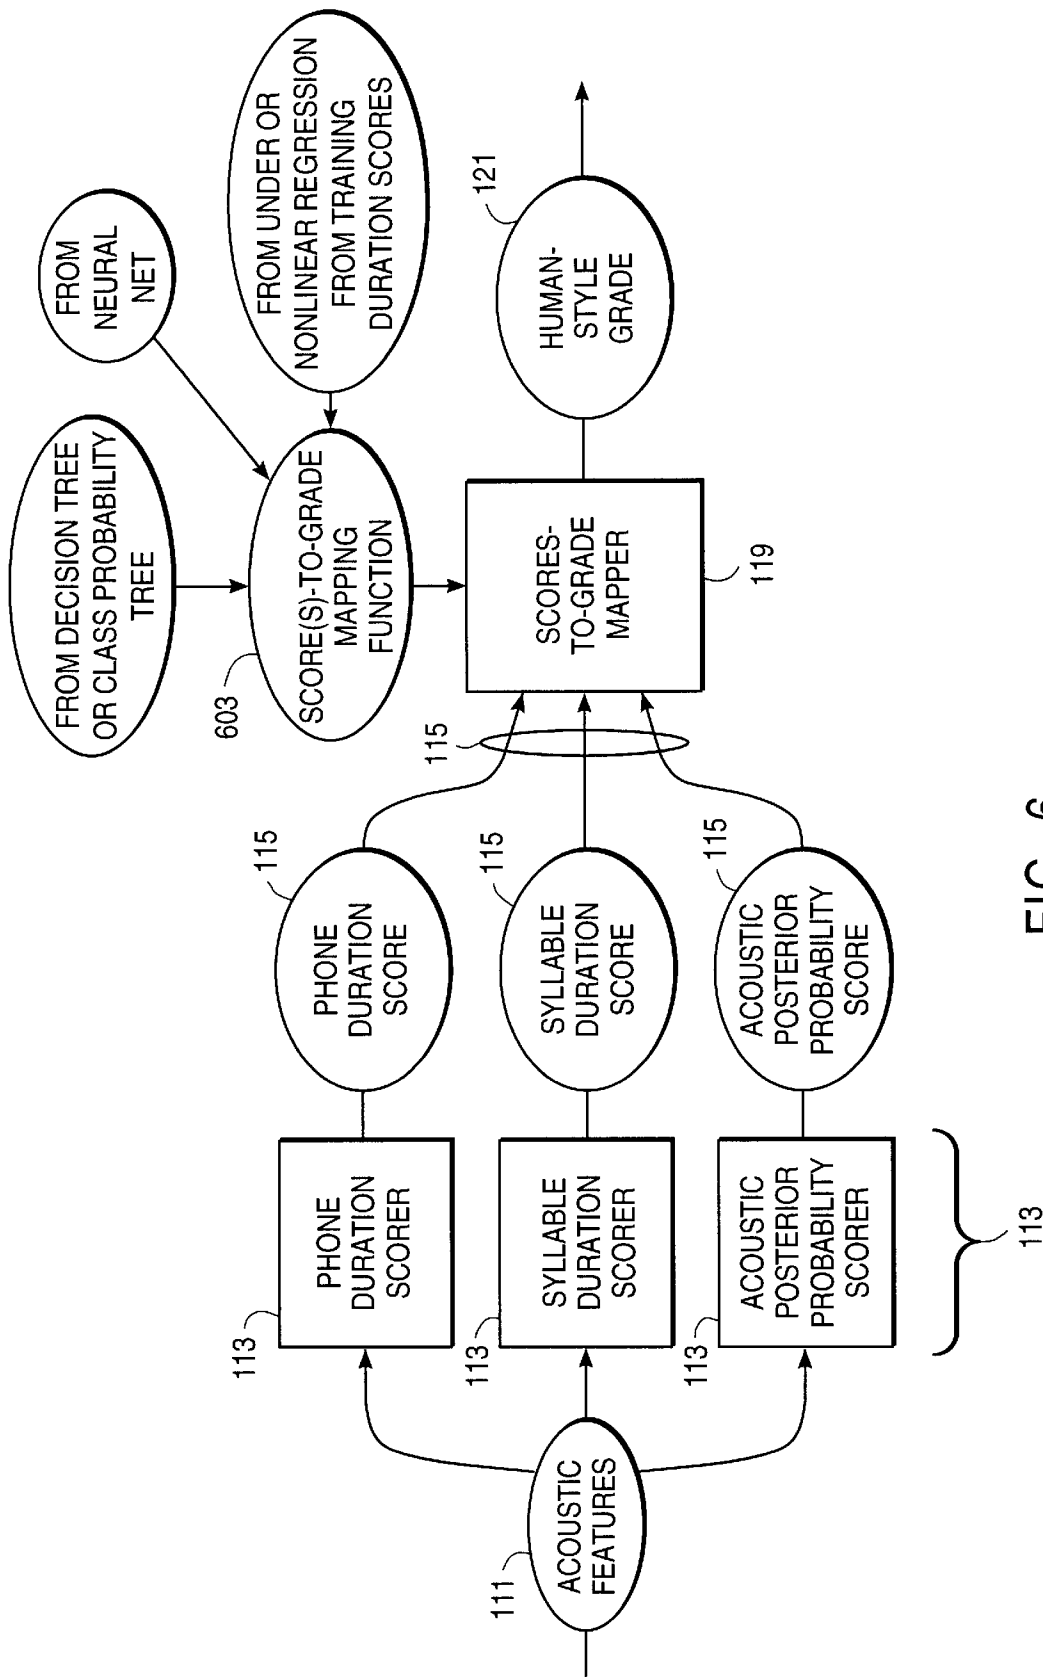 FROM DECISION TREE
OR CLASS PROBABILITY
TREE
FROM
NEURAL
NET
603
SCORE(S)-TO-GRADE
MAPPING
FUNCTION
FROM UNDER OR
NONLINEAR REGRESSION
FROM TRAINING
DURATION SCORES
113
PHONE
DURATION
SCORER
PHONE
DURATION
SCORE
115
115
111
ACOUSTIC
FEATURES
113
SYLLABLE
DURATION
SCORER
SYLLABLE
DURATION
SCORE
115
SCORES-
TO-GRADE
MAPPER
119
HUMAN-
STYLE
GRADE
121
113
ACOUSTIC
POSTERIOR
PROBABILITY
SCORER
ACOUSTIC
POSTERIOR
PROBABILITY
SCORE
115
113